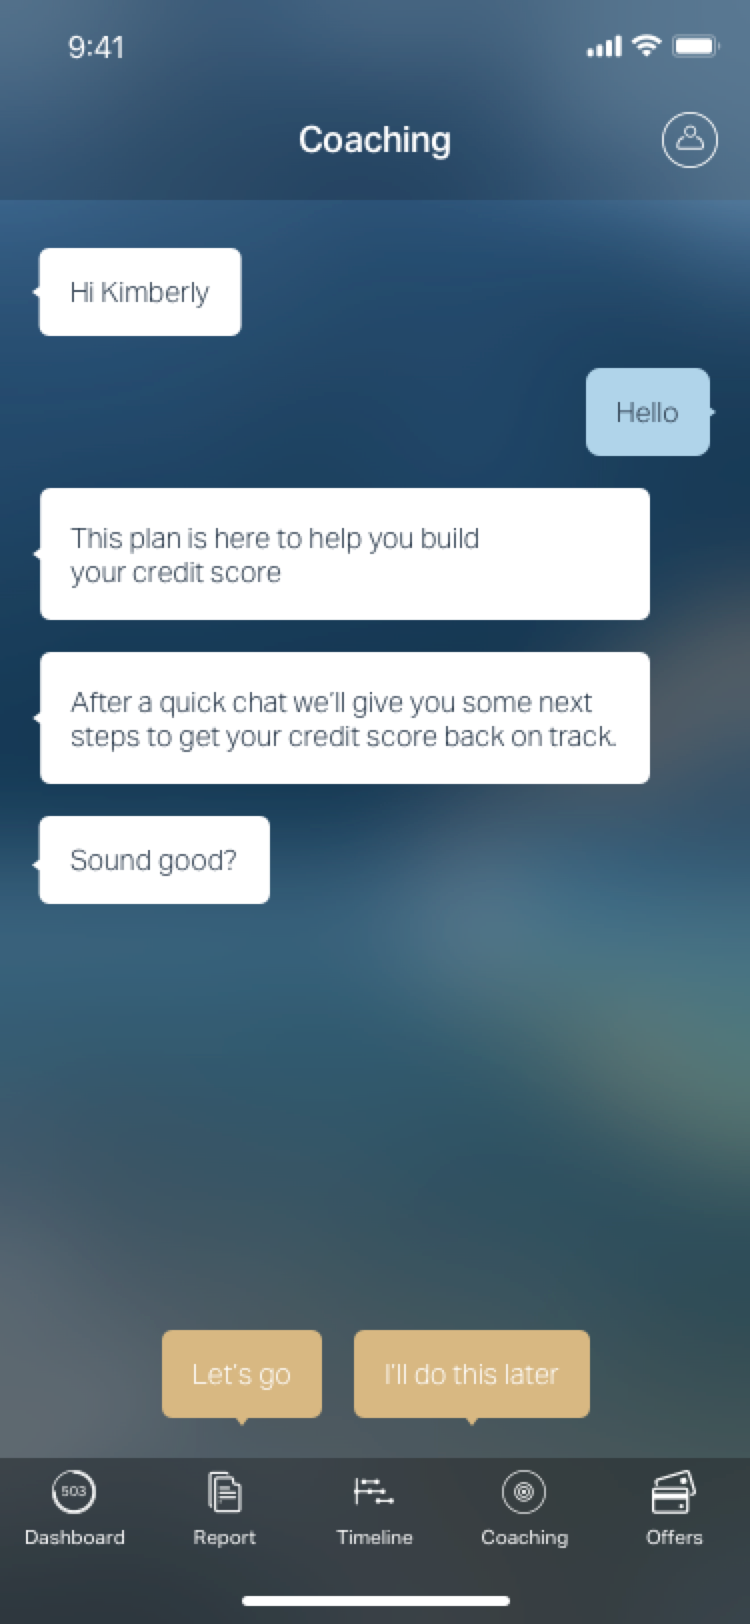 9:41
Coaching
Hi Kimberly
Hello
This plan is here to help you build
your credit score
After a quick chat we’ll give you some next
steps to get your credit score back on track.
Sound good?
Let's go
I'll do this later
503
Dashboard
Report
Timeline
Coaching
Offers